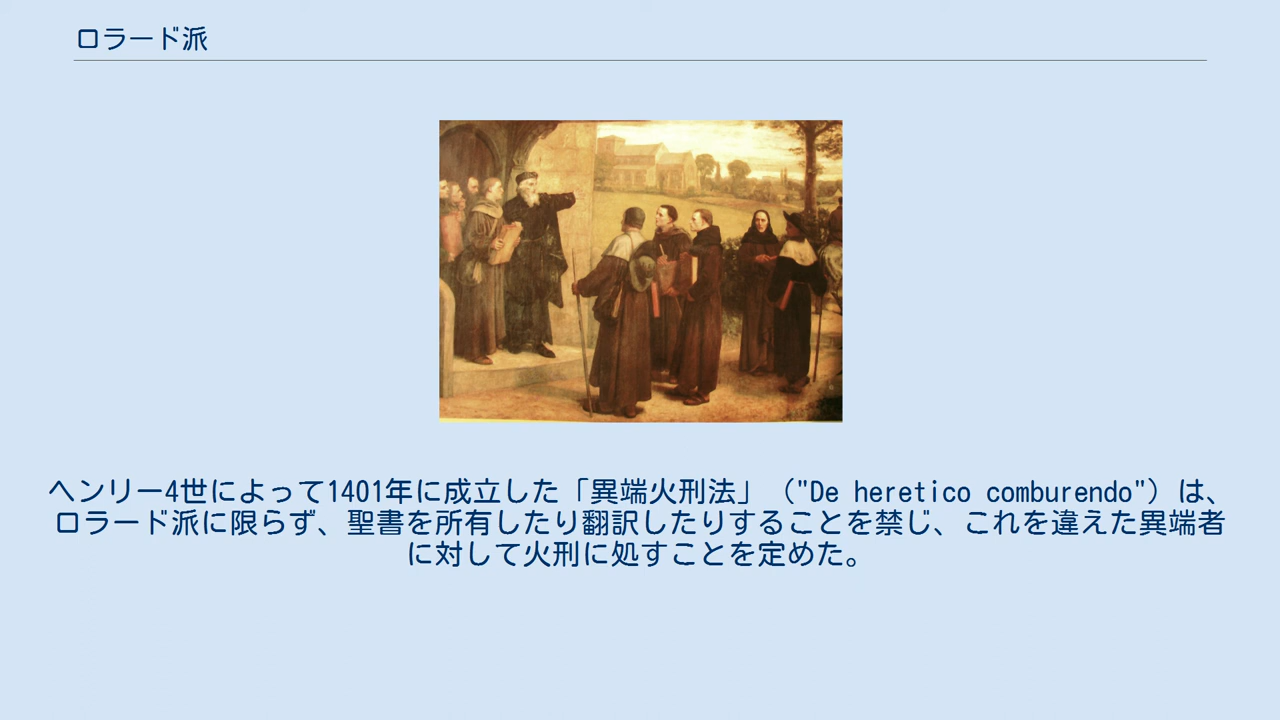 ロラード派
ヘンリー4世によって1401年に成立した「異端火刑法」（"De heretico comburendo"）は、
ロラード派に限らず、聖書を所有したり翻訳したりすることを禁じ、これを違えた異端者
に対して火刑に処すことを定めた。